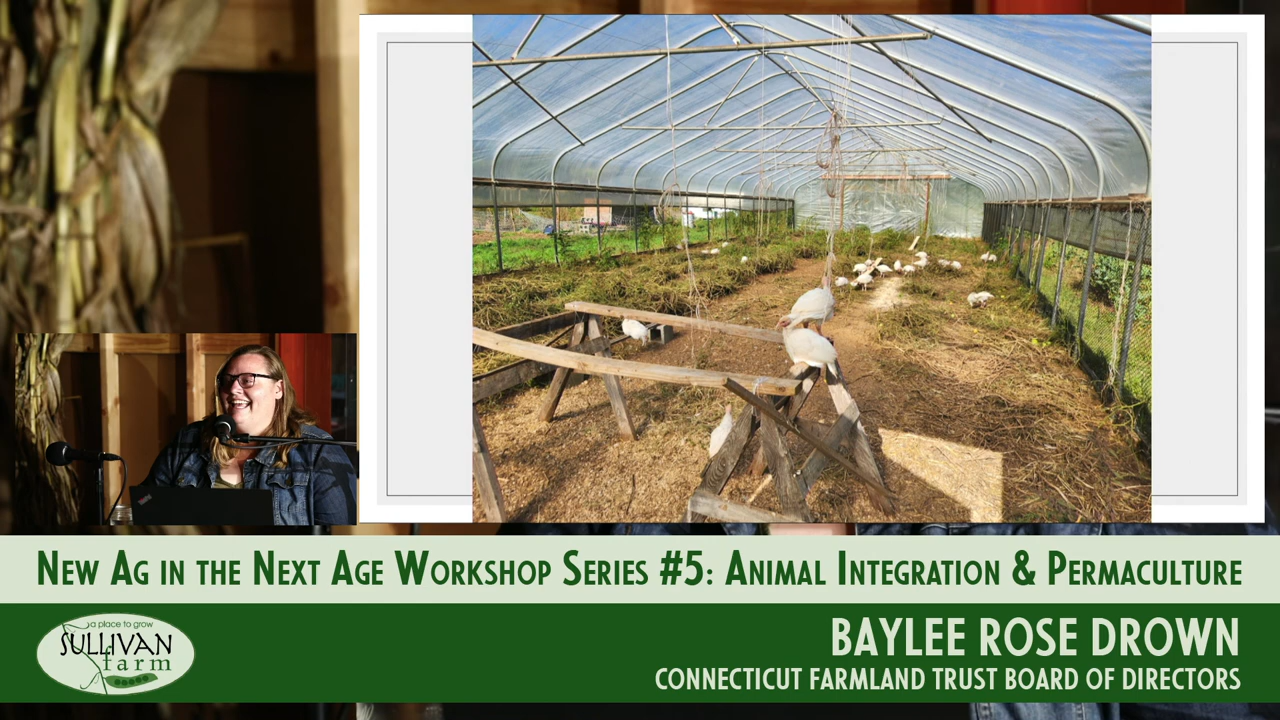 New Ag in the Next Age Workshop Series #5: Animal Integration & Permaculture
a place to grow
SULLIVAN
farm
BAYLEE ROSE DROWN
CONNECTICUT FARMLAND TRUST BOARD OF DIRECTORS